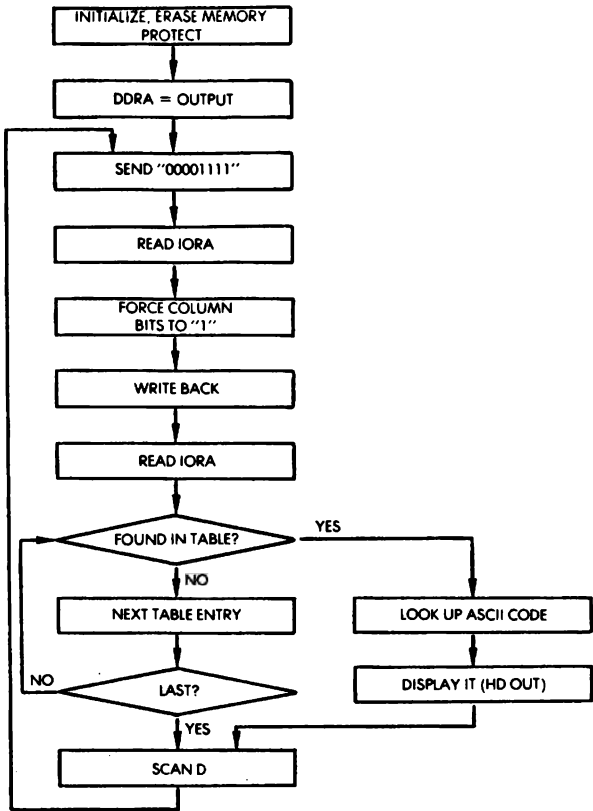 INITIALIZE, ERASE MEMORY
PROTECT
DDRA = OUTPUT
SEND "00001111"
READ IORA
FORCE COLUMN
BITS TO "1"
WRITE BACK
READ IORA
FOUND IN TABLE?
YES
NO
NEXT TABLE ENTRY
LOOK UP ASCII CODE
NO
LAST?
DISPLAY IT (HD OUT)
YES
SCAN D